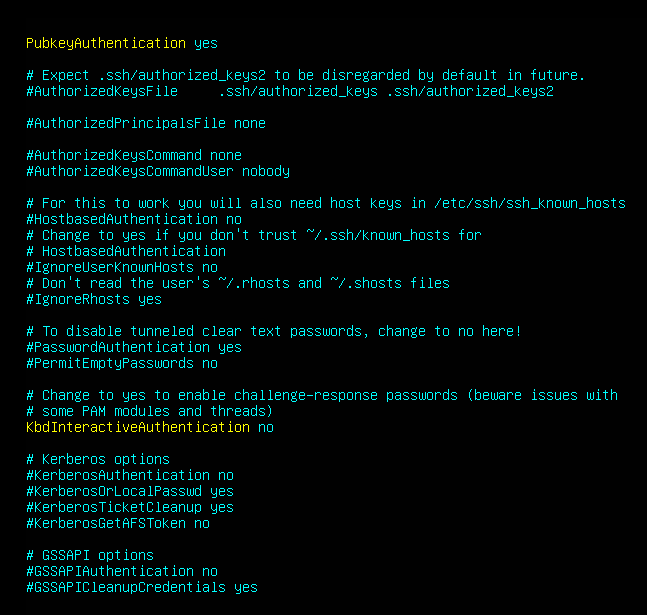 PubkeyAuthentication yes
# Expect .ssh/authorized_keys2 to be disregarded by default in future.
#AuthorizedKeysFile     .ssh/authorized_keys .ssh/authorized_keys2
#AuthorizedPrincipalsFile none
#AuthorizedKeysCommand none
#AuthorizedKeysCommandUser nobody
# For this to work you will also need host keys in /etc/ssh/ssh_known_hosts
#HostbasedAuthentication no
# Change to yes if you don't trust ~/.ssh/known_hosts for
# HostbasedAuthentication
#IgnoreUserKnownHosts no
# Don't read the user's ~/.rhosts and ~/.shosts files
#IgnoreRhosts yes
# To disable tunneled clear text passwords, change to no here!
#PasswordAuthentication yes
#PermitEmptyPasswords no
# Change to yes to enable challenge-response passwords (beware issues with
# some PAM modules and threads)
KbdInteractiveAuthentication no
# Kerberos options
#KerberosAuthentication no
#KerberosOrLocalPasswd yes
#KerberosTicketCleanup yes
#KerberosGetAFSToken no
# GSSAPI options
#GSSAPIAuthentication no
#GSSAPICleanupCredentials yes